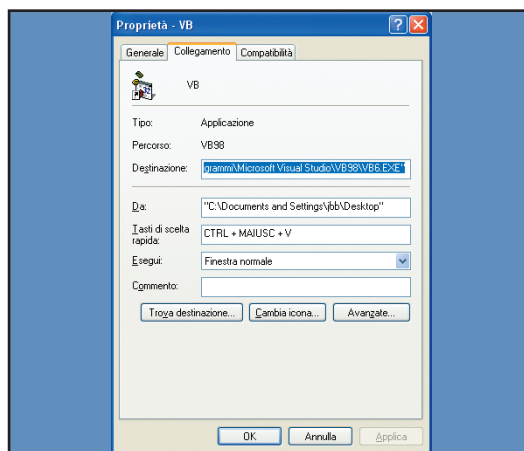 Proprietà - VB
Generale Collegamento Compatibilità
VB
Tipo: Applicazione
Percorso: VB98
Destinazione: grammi\Microsoft Visual Studio\VB98\VB6.EXE"
Da: "C:\Documents and Settings\jbb\Desktop"
Tasti di scelta
rapida: CTRL + MAIUSC + V
Esegui: Finestra normale
Commento:
Trova destinazione... Cambia icona... Avanzate...
OK Annulla Applica